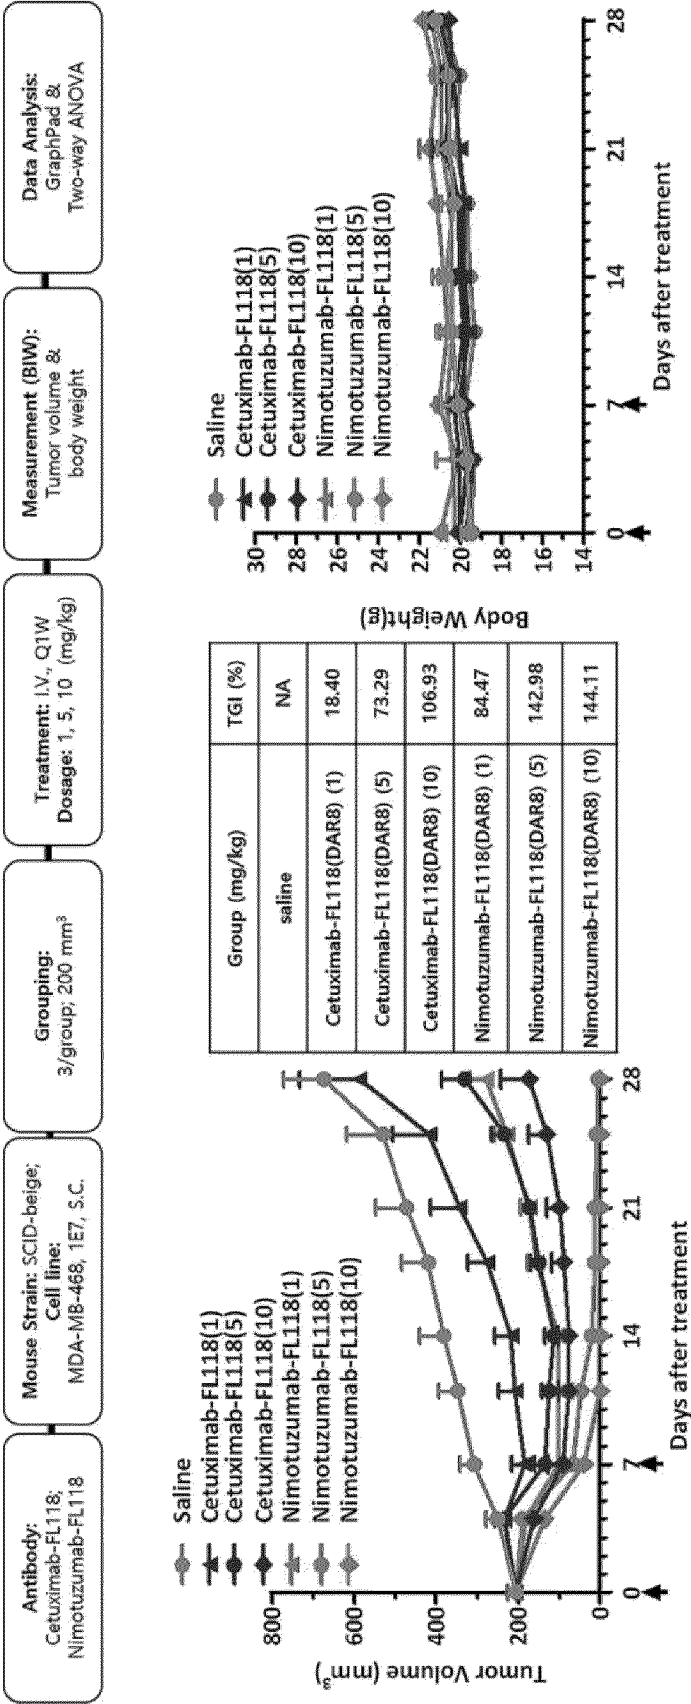 Antibody:
Cetuximab-FL118;
Nimotuzumab-FL118
Mouse Strain: SCID-beige;
Cell line:
MDA-MB-468, 1E7, S.C.
Grouping:
3/group; 200 mm³
Treatment: I.V., Q1W
Dosage: 1, 5, 10 (mg/kg)
Measurement (BIW):
Tumor volume &
body weight
Data Analysis:
GraphPad &
Two-way ANOVA
Tumor Volume (mm³)
800
600
400
200
0
Saline
Cetuximab-FL118(1)
Cetuximab-FL118(5)
Cetuximab-FL118(10)
Nimotuzumab-FL118(1)
Nimotuzumab-FL118(5)
Nimotuzumab-FL118(10)
0 7 14 21 28
Days after treatment
Group (mg/kg) TGI (%)
saline NA
Cetuximab-FL118(DAR8) (1) 18.40
Cetuximab-FL118(DAR8) (5) 73.29
Cetuximab-FL118(DAR8) (10) 106.93
Nimotuzumab-FL118(DAR8) (1) 84.47
Nimotuzumab-FL118(DAR8) (5) 142.98
Nimotuzumab-FL118(DAR8) (10) 144.11
Body Weight(g)
30
28
26
24
22
20
18
16
14
Saline
Cetuximab-FL118(1)
Cetuximab-FL118(5)
Cetuximab-FL118(10)
Nimotuzumab-FL118(1)
Nimotuzumab-FL118(5)
Nimotuzumab-FL118(10)
0 7 14 21 28
Days after treatment